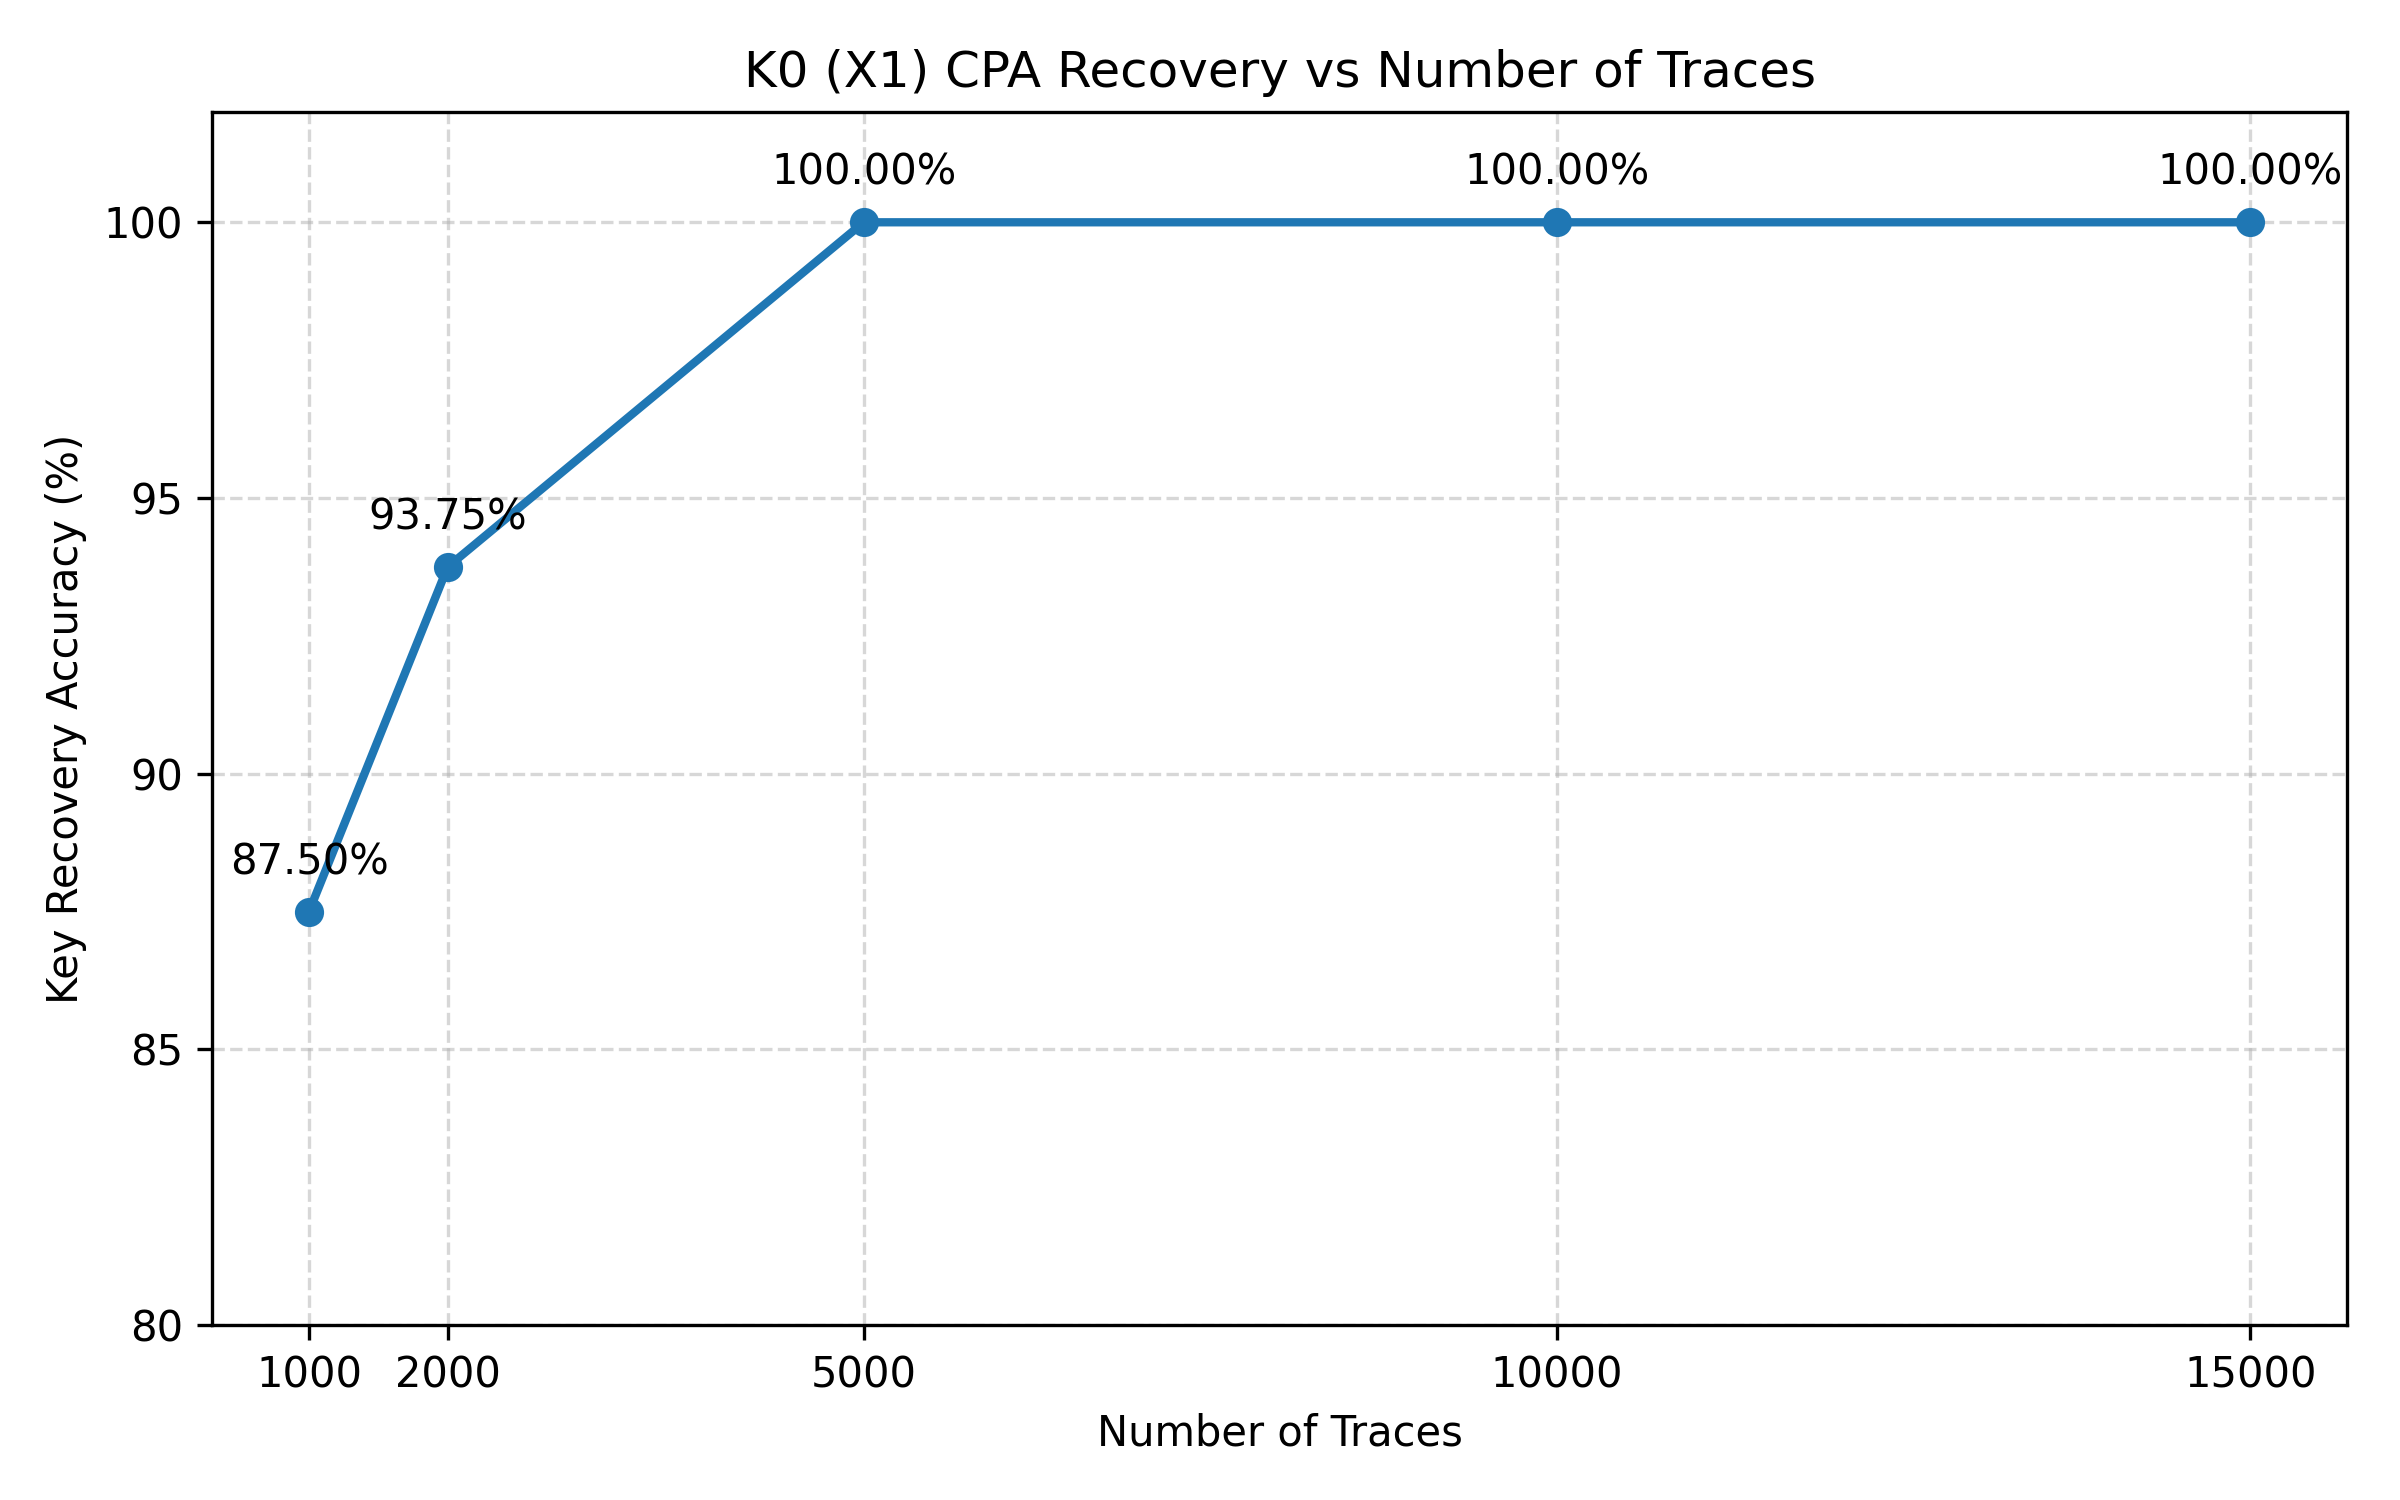 K0 (X1) CPA Recovery vs Number of Traces
100.00% 100.00% 100.00%
100
95
93.75%
90
87.50%
85
80
Key Recovery Accuracy (%)
1000 2000 5000 10000 15000
Number of Traces